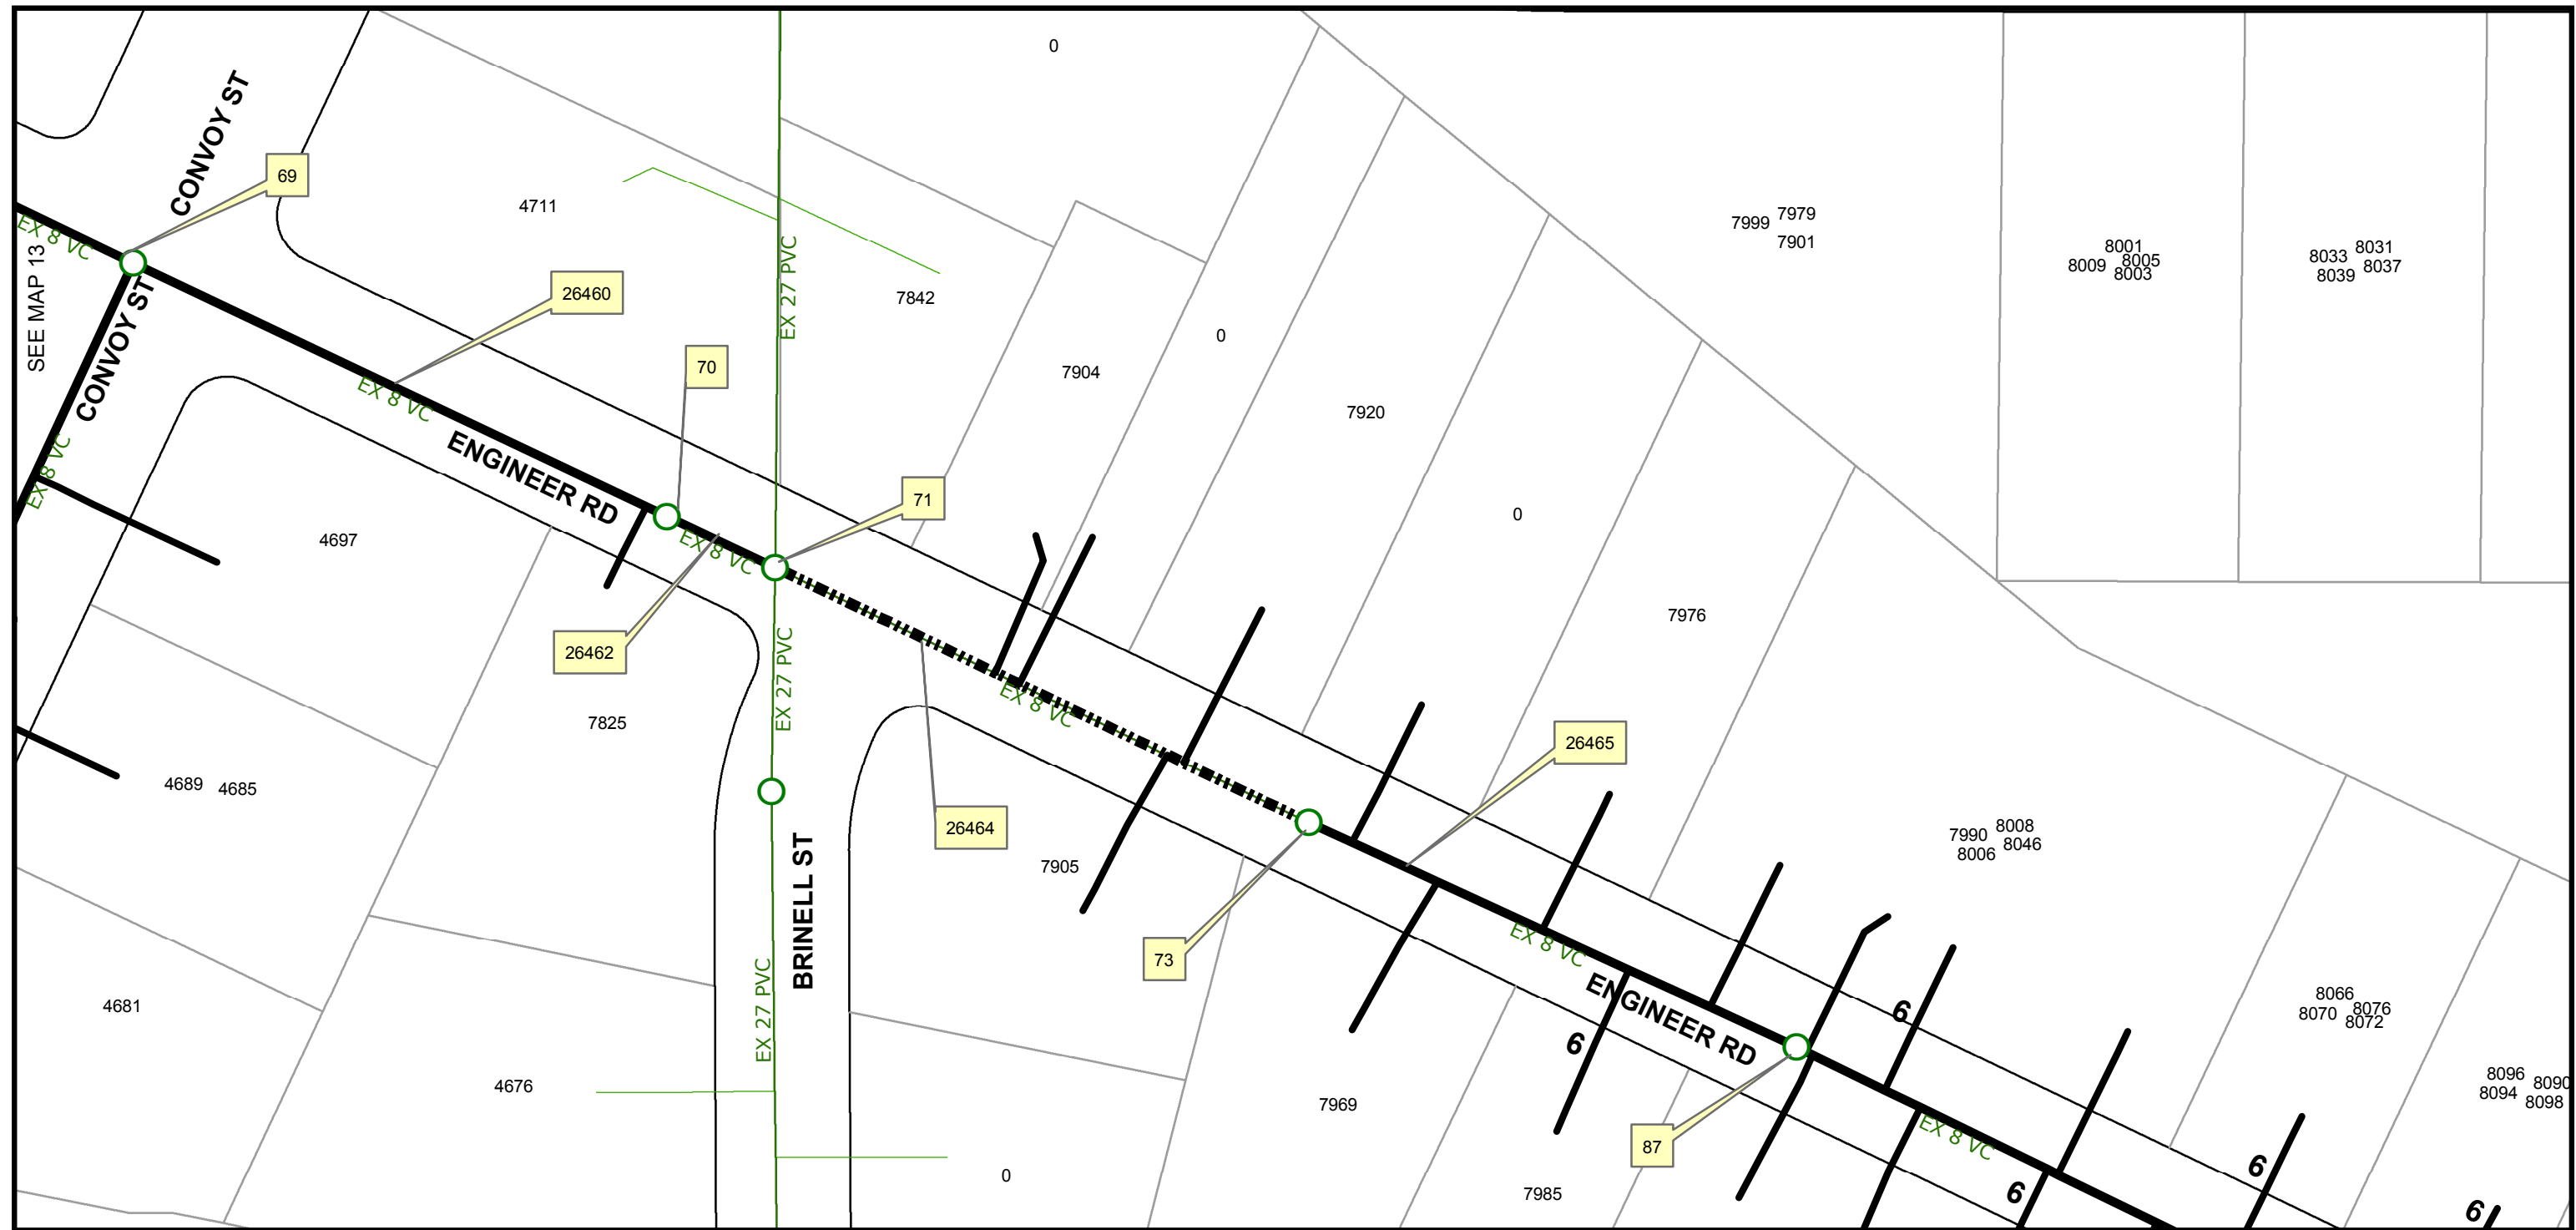 0
CONVOY ST
69
4711
7999 7979
7901
8001
8009 8005
8003
8033 8031
8039 8037
EX 8 VC
SEE MAP 13
CONVOY ST
26460
EX 27 PVC
7842
0
70
7904
EX 8 VC
7920
ENGINEER RD
EX 8 VC
71
0
4697
EX 8 VC
7976
26462
EX 27 PVC
EX 8 VC
7825
26465
4689 4685
26464
7905
BRINELL ST
7990 8008
8006 8046
73
EX 8 VC
EX 27 PVC
4681
ENGINEER RD
6
6
8066
8070 8076
8072
4676
7969
87
EX 8 VC
8096 8090
8094 8098
0
7985
6
6
6